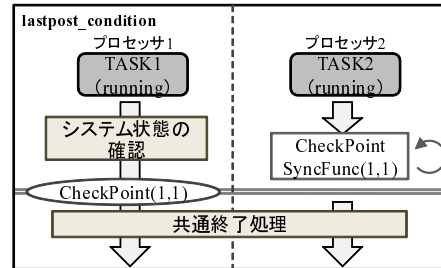 lastpost_condition
プロセッサ1
プロセッサ2
TASK1
(running)
TASK2
(running)
システム状態の
確認
CheckPoint
SyncFunc(1,1)
CheckPoint(1,1)
共通終了処理